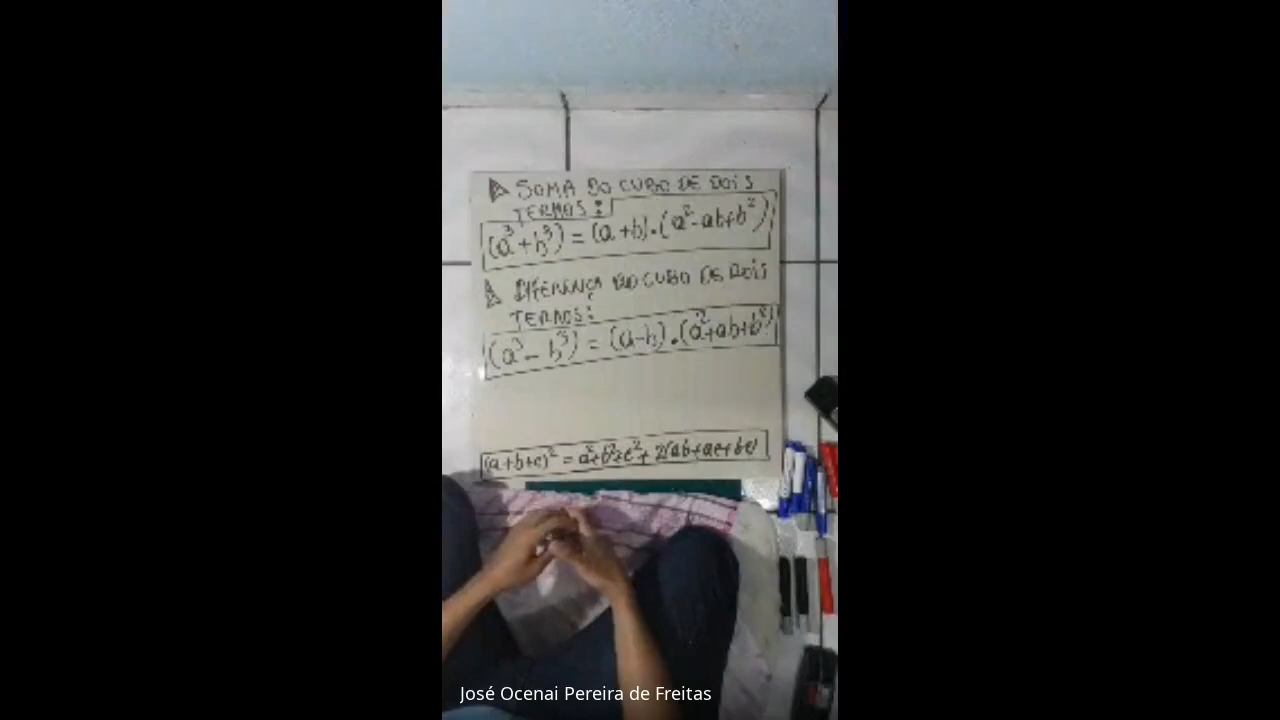 SOMA DO CUBO DE DOIS
TERMOS:
(a³+b³) = (a+b).(a²-ab+b²)
DIFERENÇA DO CUBO DE DOIS
TERMOS:
(a³-b³) = (a-b).(a²+ab+b²)
(a+b+c)² = a²+b²+c²+2(ab+ac+bc)
José Ocenai Pereira de Freitas